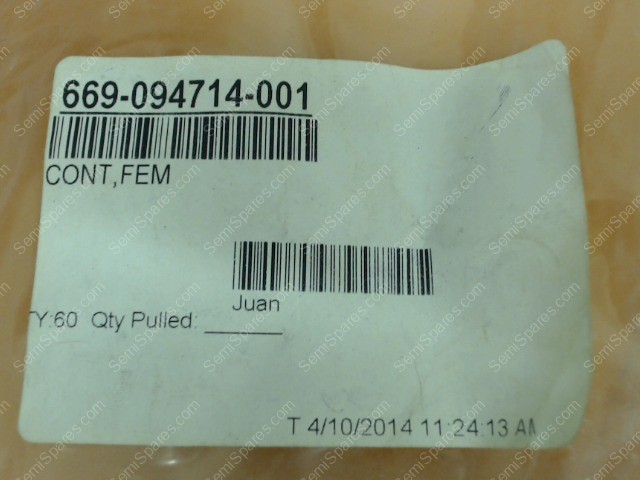 669-094714-001
CONT,FEM
Juan
TY:60 Qty Pulled:
T 4/10/2014 11:24:13 AM
SemiSpares.com